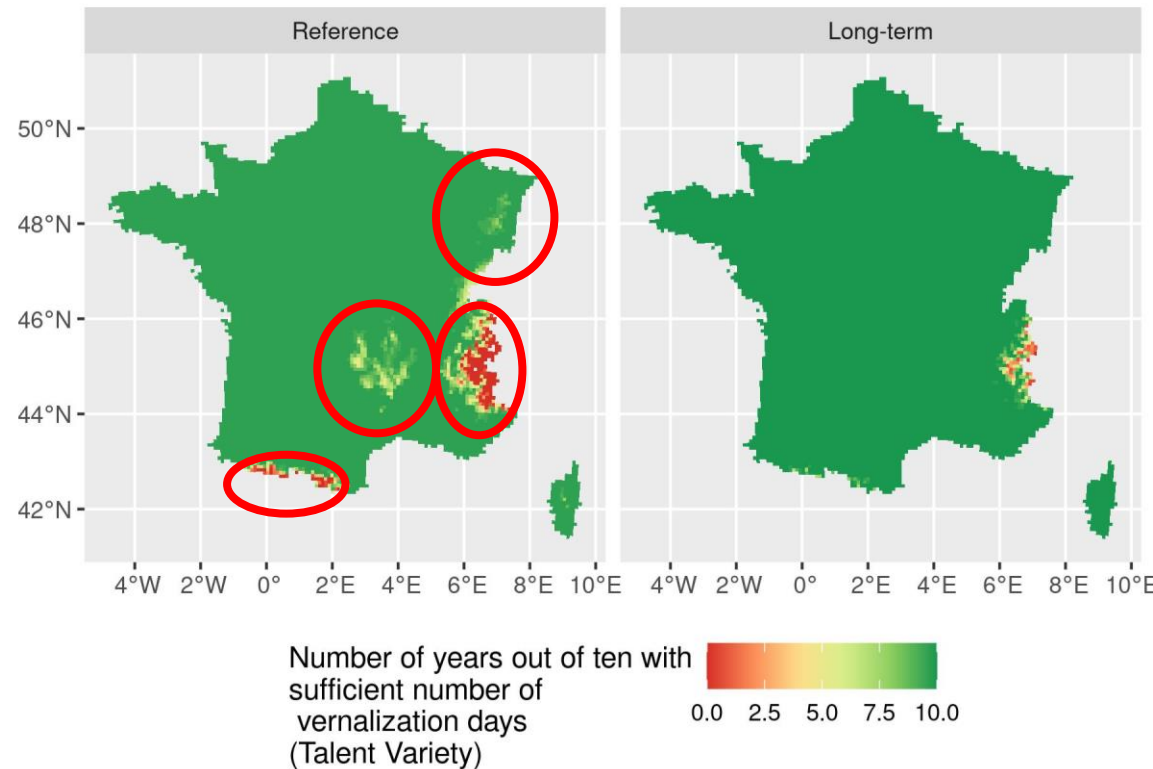 Reference
Long-term
50°N
48°N
46°N
44°N
42°N
4°W 2°W 0° 2°E 4°E 6°E 8°E 10°E
4°W 2°W 0° 2°E 4°E 6°E 8°E 10°E
Number of years out of ten with
sufficient number of
vernalization days
(Talent Variety)
0.0 2.5 5.0 7.5 10.0